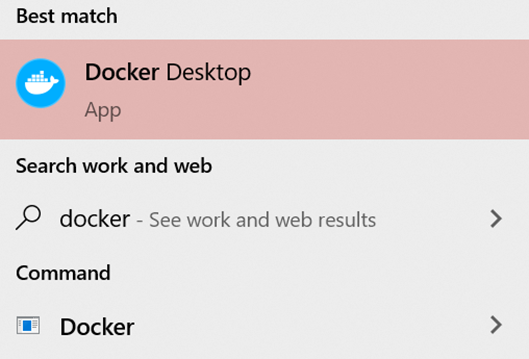 Best match
Docker Desktop
App
Search work and web
docker - See work and web results
Command
Docker